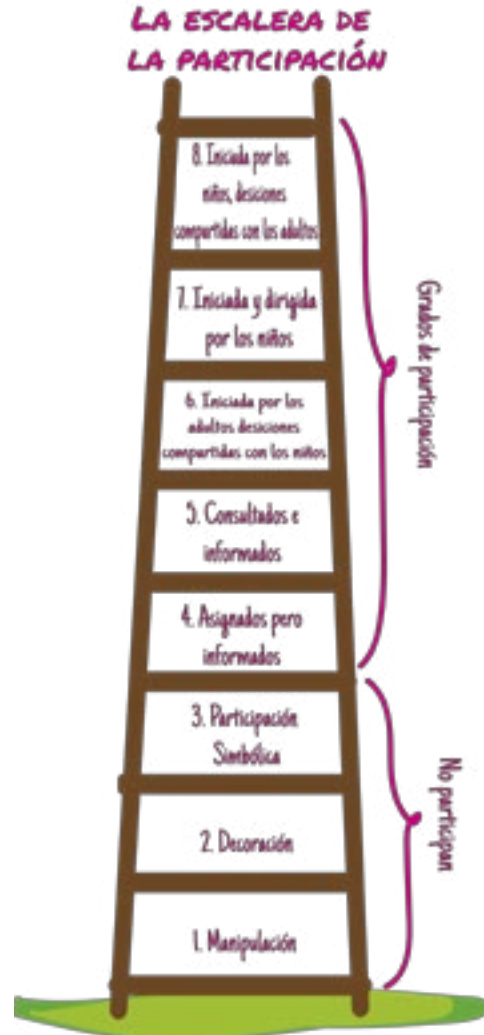 LA ESCALERA DE
LA PARTICIPACIÓN
8. Iniciada por los
niños, desiciones
compartidas con los adultos
7. Iniciada y dirigida
por los niños
6. Iniciada por los
adultos desiciones
compartidas con los niños
5. Consultados e
informados
4. Asignados pero
informados
3. Participación
Simbólica
2. Decoración
1. Manipulación
Grados de participación
No participan